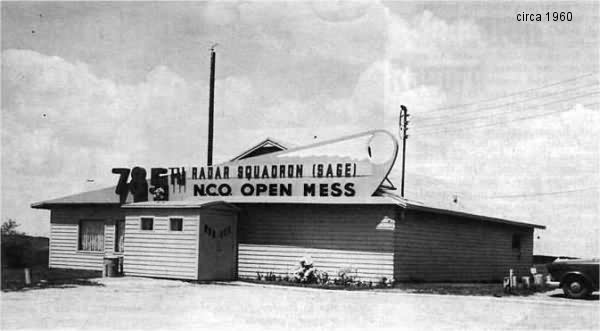 circa 1960
785TH RADAR SQUADRON (SAGE)
N.C.O. OPEN MESS